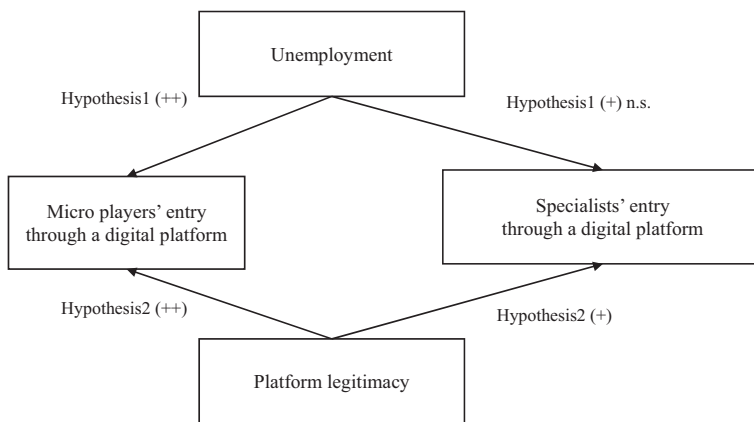 Unemployment
Hypothesis1 (++)
Hypothesis1 (+) n.s.
Micro players’ entry
through a digital platform
Specialists’ entry
through a digital platform
Hypothesis2 (++)
Hypothesis2 (+)
Platform legitimacy